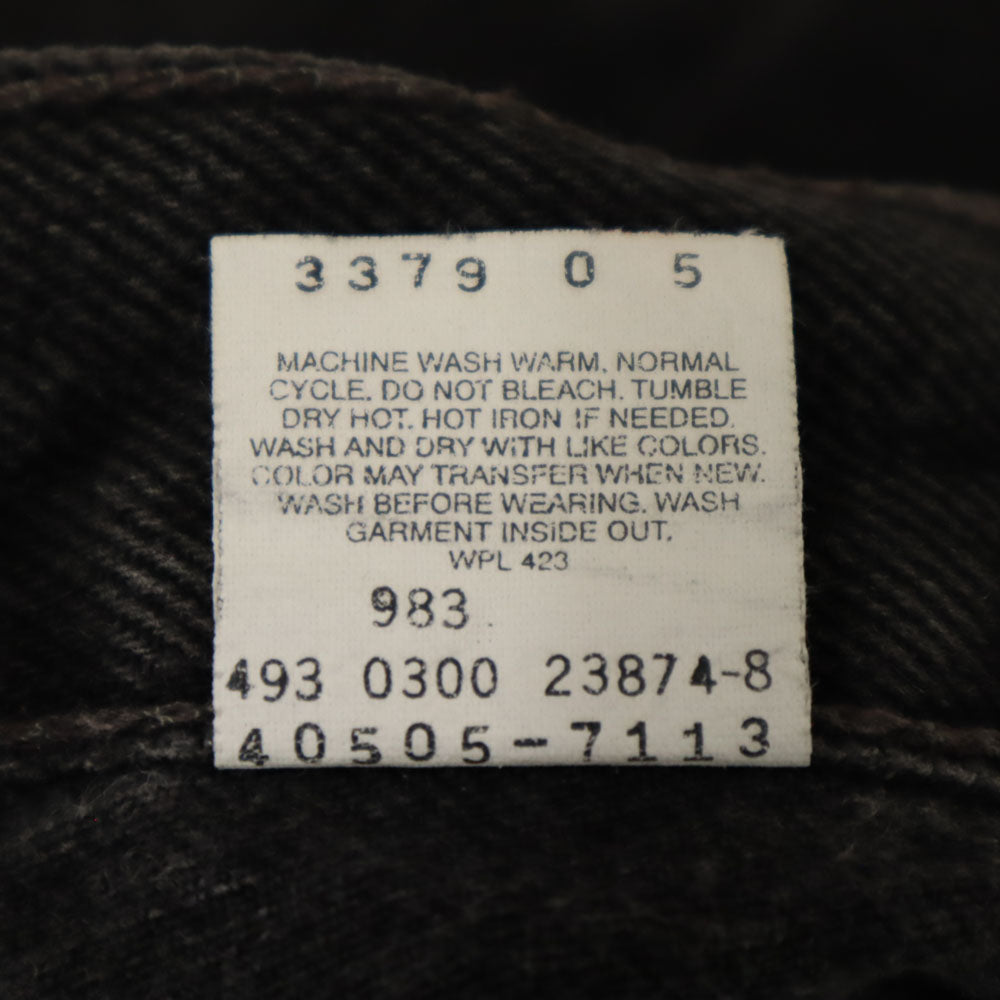 3379 0 5
MACHINE WASH WARM. NORMAL
CYCLE. DO NOT BLEACH. TUMBLE
DRY HOT. HOT IRON IF NEEDED.
WASH AND DRY WITH LIKE COLORS.
COLOR MAY TRANSFER WHEN NEW.
WASH BEFORE WEARING. WASH
GARMENT INSIDE OUT.
WPL 423
983
493 0300 23874-8
40505-7113